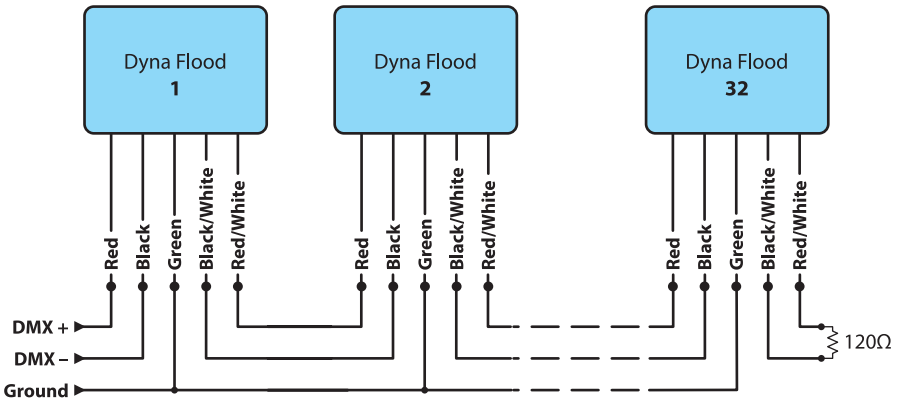 Dyna Flood
1
Dyna Flood
2
Dyna Flood
32
Red
Black
Green
Black/White
Red/White
Red
Black
Green
Black/White
Red/White
Red
Black
Green
Black/White
Red/White
DMX +
DMX –
Ground
120Ω